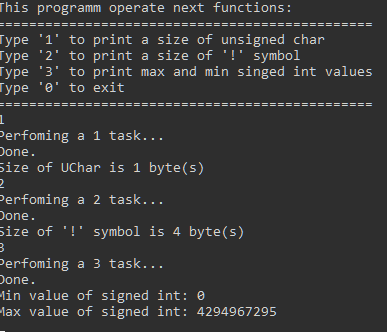 This programm operate next functions:
==============================================
Type '1' to print a size of unsigned char
Type '2' to print a size of '!' symbol
Type '3' to print max and min singed int values
Type '0' to exit
==============================================
1
Perfoming a 1 task...
Done.
Size of UChar is 1 byte(s)
2
Perfoming a 2 task...
Done.
Size of '!' symbol is 4 byte(s)
3
Perfoming a 3 task...
Done.
Min value of signed int: 0
Max value of signed int: 4294967295